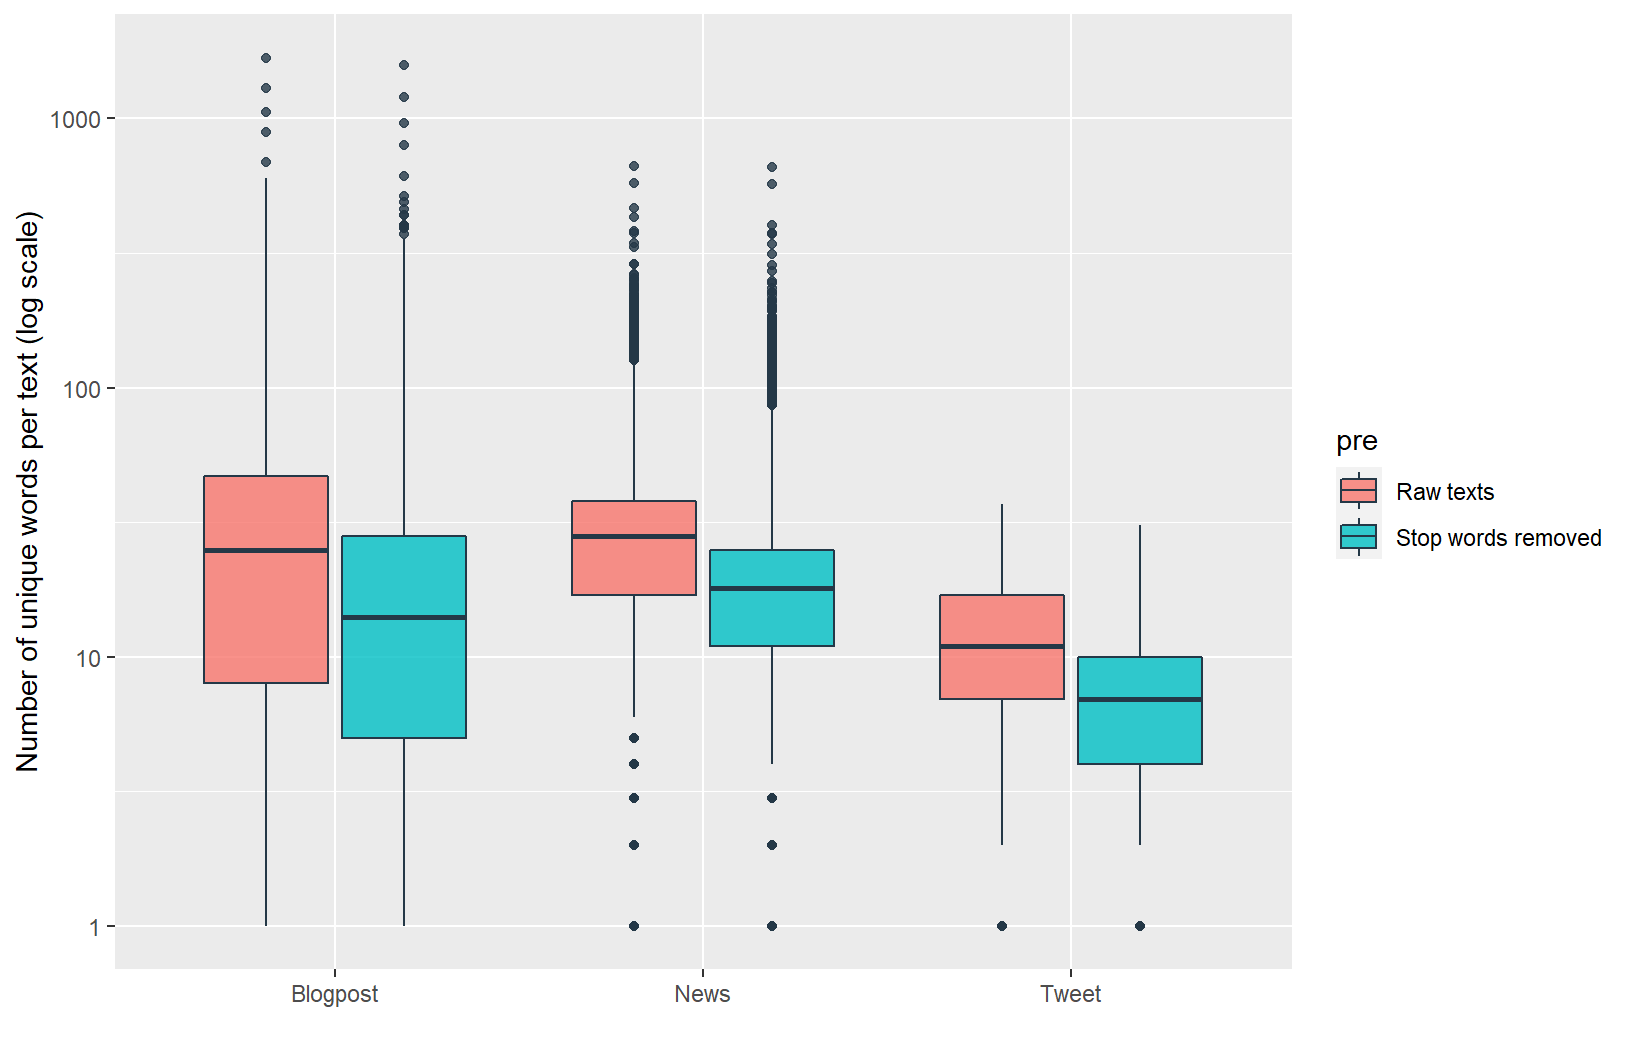 Number of unique words per text (log scale)
1000
100
10
1
Blogpost
News
Tweet
pre
Raw texts
Stop words removed